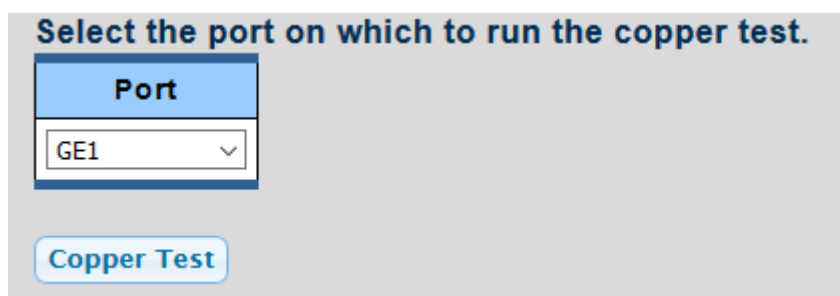 Select the port on which to run the copper test.
Port
GE1
Copper Test